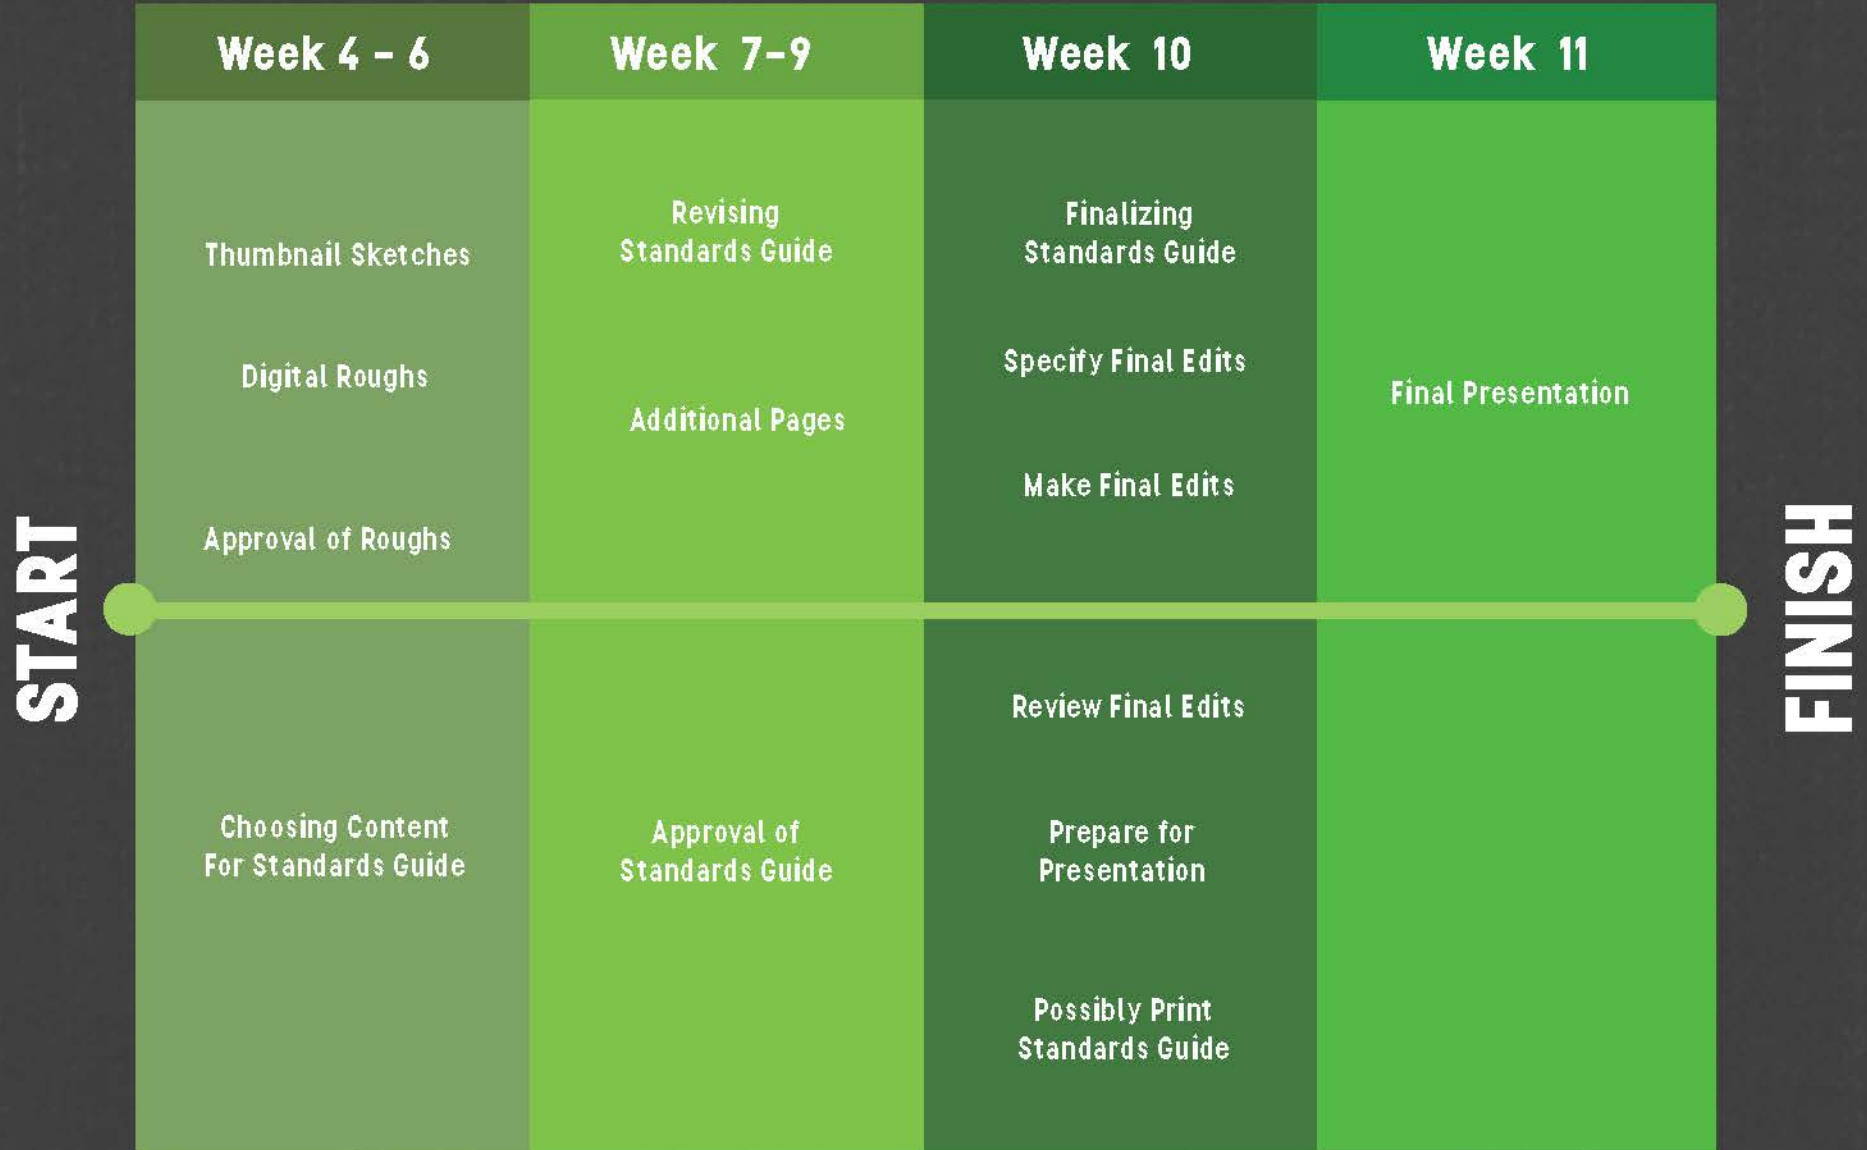 START
Week 4 - 6
Thumbnail Sketches
Digital Roughs
Approval of Roughs
Choosing Content
For Standards Guide
Week 7-9
Revising
Standards Guide
Additional Pages
Approval of
Standards Guide
Week 10
Finalizing
Standards Guide
Specify Final Edits
Make Final Edits
Review Final Edits
Prepare for
Presentation
Possibly Print
Standards Guide
Week 11
Final Presentation
FINISH